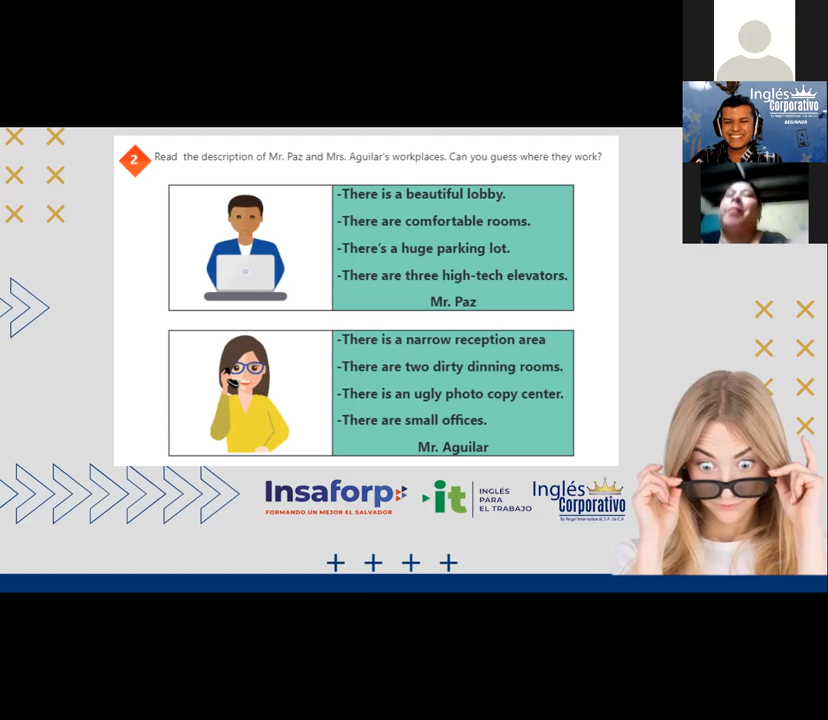 2
Read the description of Mr. Paz and Mrs. Aguilar's workplaces. Can you guess where they work?
-There is a beautiful lobby.
-There are comfortable rooms.
-There's a huge parking lot.
-There are three high-tech elevators.
Mr. Paz
-There is a narrow reception area
-There are two dirty dinning rooms.
-There is an ugly photo copy center.
-There are small offices.
Mr. Aguilar
Insaforp
FORMANDO UN MEJOR EL SALVADOR
it
INGLÉS
PARA
EL TRABAJO
Inglés
Corporativo
By Regal International, S.A. de C.V.
Inglés
Corporativo
BEGINNER